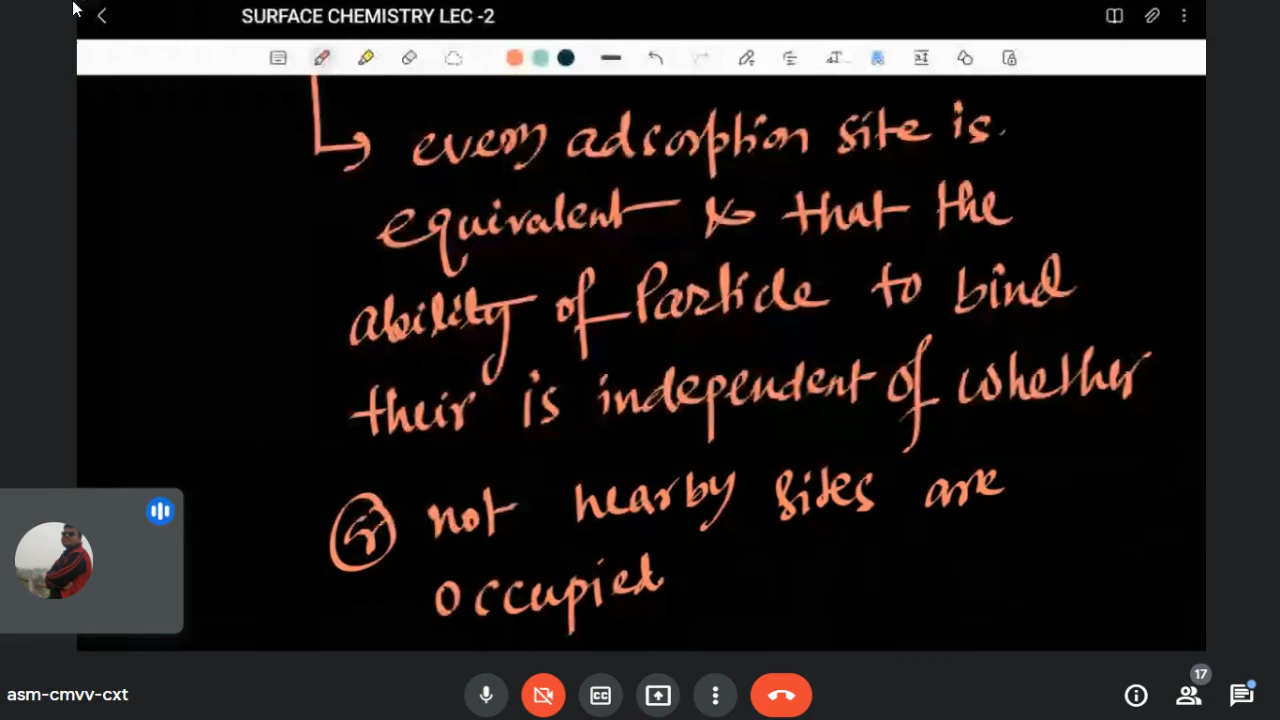 SURFACE CHEMISTRY LEC -2
every adsorption site is.
equivalent & that the
ability of Particle to bind
their is independent of whether
or not nearby sites are
occupied
17
asm-cmvv-cxt